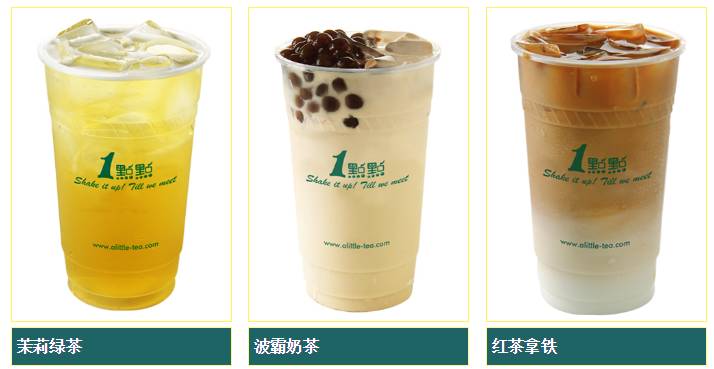 1點點
Shake it up! Till we meet
www.alittle-tea.com
茉莉绿茶
1點點
Shake it up! Till we meet
www.alittle-tea.com
波霸奶茶
1點點
Shake it up! Till we meet
www.alittle-tea.com
红茶拿铁